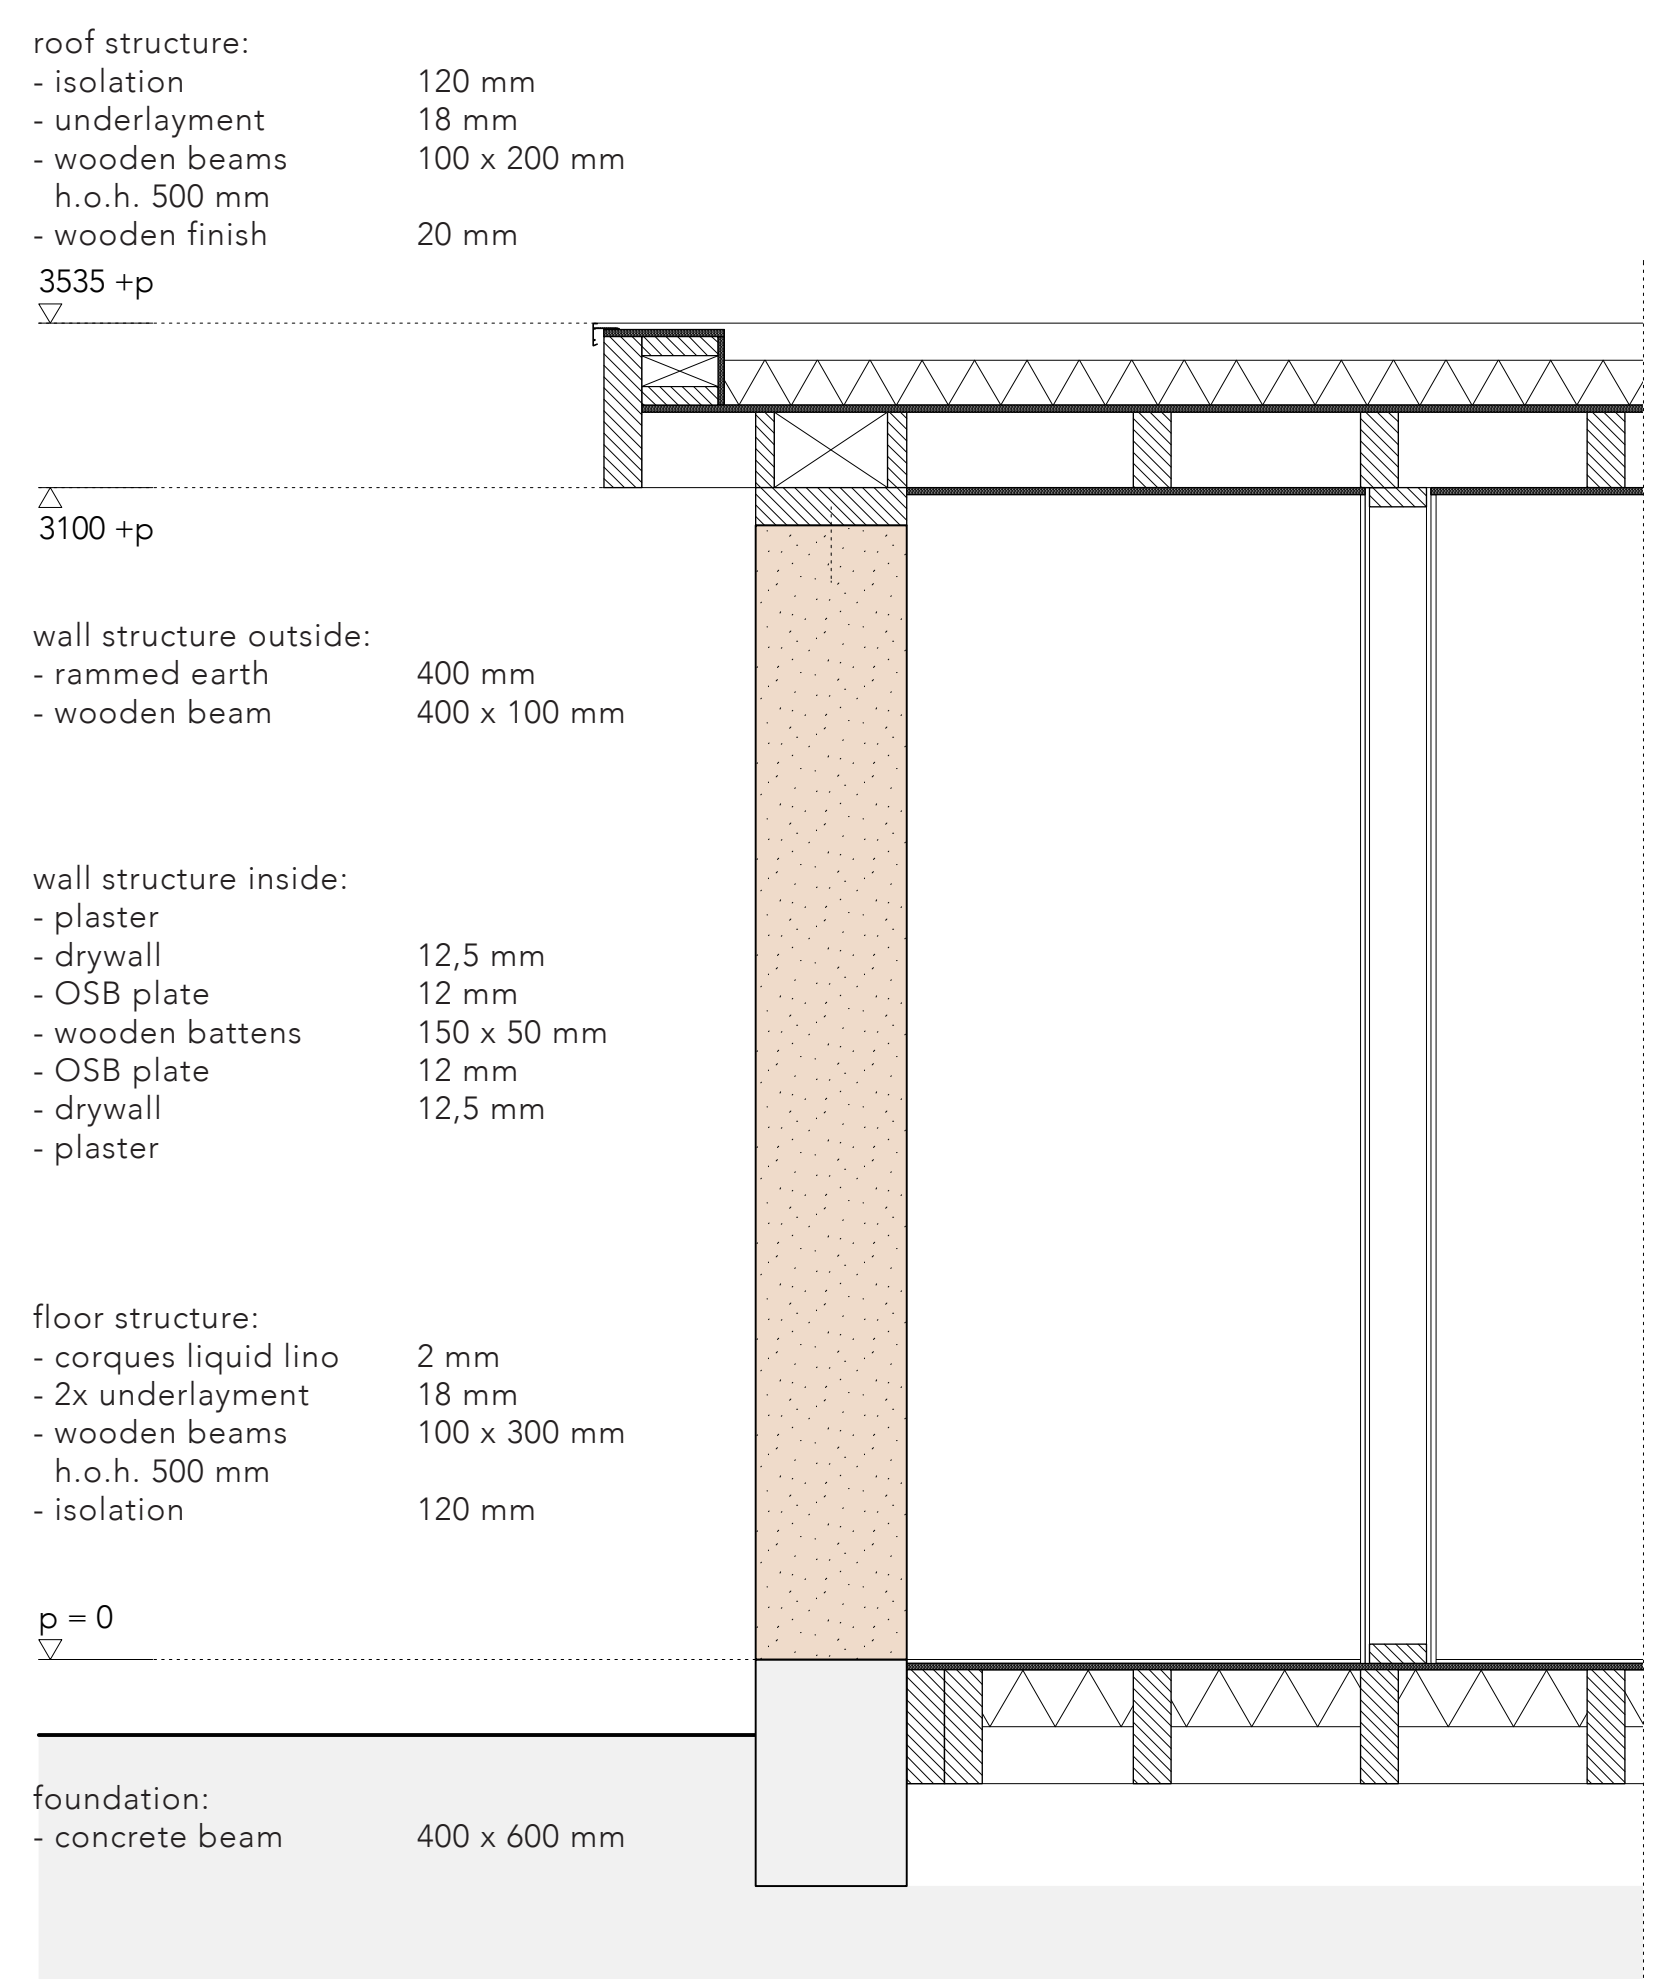 roof structure:
- isolation 120 mm
- underlayment 18 mm
- wooden beams 100 x 200 mm
h.o.h. 500 mm
- wooden finish 20 mm
3535 +p
3100 +p
wall structure outside:
- rammed earth 400 mm
- wooden beam 400 x 100 mm
wall structure inside:
- plaster
- drywall 12,5 mm
- OSB plate 12 mm
- wooden battens 150 x 50 mm
- OSB plate 12 mm
- drywall 12,5 mm
- plaster
floor structure:
- corques liquid lino 2 mm
- 2x underlayment 18 mm
- wooden beams 100 x 300 mm
h.o.h. 500 mm
- isolation 120 mm
p = 0
foundation:
- concrete beam 400 x 600 mm